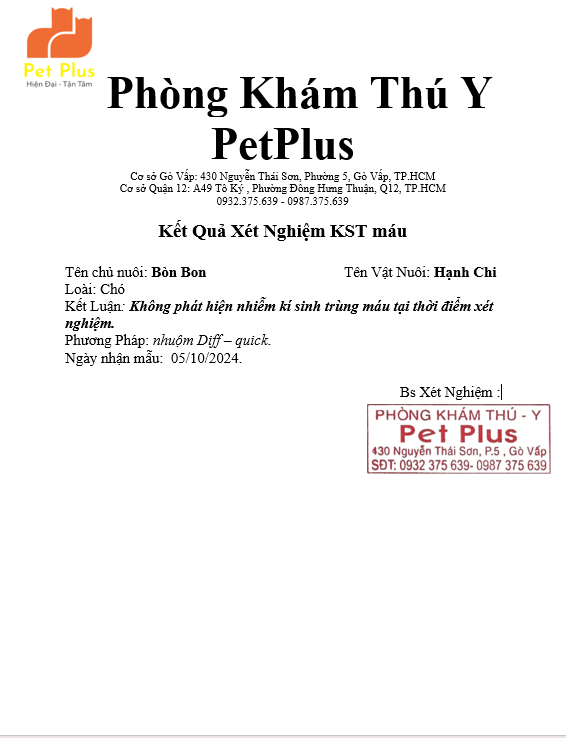 Pet Plus
Hiện Đại - Tận Tâm
Phòng Khám Thú Y
PetPlus
Cơ sở Gò Vấp: 430 Nguyễn Thái Sơn, Phường 5, Gò Vấp, TP.HCM
Cơ sở Quận 12: A49 Tô Ký , Phường Đông Hưng Thuận, Q12, TP.HCM
0932.375.639 - 0987.375.639
Kết Quả Xét Nghiệm KST máu
Tên chủ nuôi: Bòn Bon Tên Vật Nuôi: Hạnh Chi
Loài: Chó
Kết Luận: Không phát hiện nhiễm kí sinh trùng máu tại thời điểm xét
nghiệm.
Phương Pháp: nhuộm Diff – quick.
Ngày nhận mẫu: 05/10/2024.
Bs Xét Nghiệm :
PHÒNG KHÁM THÚ - Y
Pet Plus
430 Nguyễn Thái Sơn, P.5 , Gò Vấp
SĐT: 0932 375 639- 0987 375 639